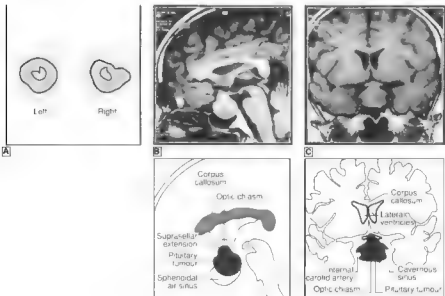 Left
Right
A
B
C
Corpus
callosum
Optic chiasm
Suprasellar
extension
Pituitary
tumour
Sphenoidal
air sinus
Corpus
callosum
Lateral
ventricles
Internal
carotid artery
Cavernous
sinus
Optic chiasm
Pituitary tumour